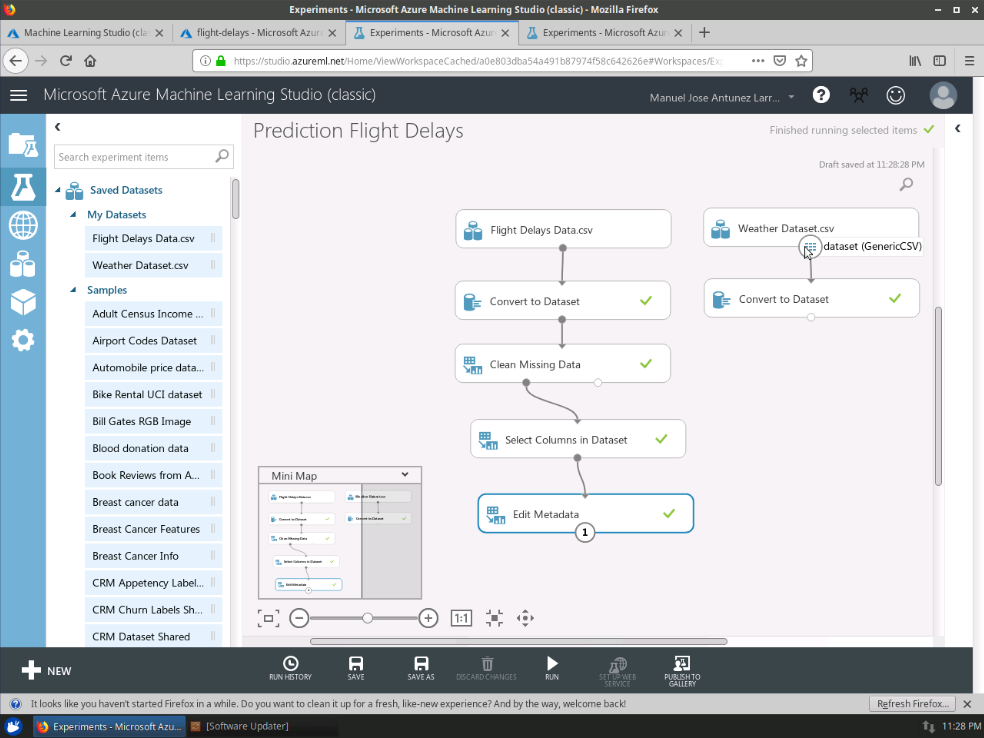 Experiments - Microsoft Azure Machine Learning Studio (classic) - Mozilla Firefox
Machine Learning Studio (cla
flight-delays - Microsoft Azure
Experiments - Microsoft Azur
Experiments - Microsoft Azur
https://studio.azureml.net/Home/ViewWorkspaceCached/a0e803dba54a491b87974f58c642626e#Workspaces/Ex
Microsoft Azure Machine Learning Studio (classic)
Manuel Jose Antunez Larr...
Search experiment items
Saved Datasets
My Datasets
Flight Delays Data.csv
Weather Dataset.csv
Samples
Adult Census Income ...
Airport Codes Dataset
Automobile price data...
Bike Rental UCI dataset
Bill Gates RGB Image
Blood donation data
Book Reviews from A...
Breast cancer data
Breast Cancer Features
Breast Cancer Info
CRM Appetency Label...
CRM Churn Labels Sh...
CRM Dataset Shared
Prediction Flight Delays
Finished running selected items
Draft saved at 11:28:28 PM
Flight Delays Data.csv
Weather Dataset.csv
dataset (GenericCSV)
Convert to Dataset
Convert to Dataset
Clean Missing Data
Select Columns in Dataset
Edit Metadata
1
Mini Map
Flight Delays Data.csv
Convert to Dataset
Convert to Dataset
Clean Missing Data
Select Columns in Dataset
Edit Metadata
1:1
NEW
RUN HISTORY
SAVE
SAVE AS
DISCARD CHANGES
RUN
SET UP WEB
SERVICE
PUBLISH TO
GALLERY
It looks like you haven't started Firefox in a while. Do you want to clean it up for a fresh, like-new experience? And by the way, welcome back!
Refresh Firefox...
Experiments - Microsoft Azu...
[Software Updater]
11:28 PM